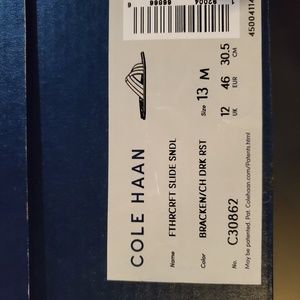 COLE HAAN
Name FTHRCRFT SLIDE SNDL
Color BRACKEN/CH DRK RST
No. C30862
May be patented. Pat. Colehaan.com/Patents.html
Size 13 M
12 UK
46 EUR
30.5 CM